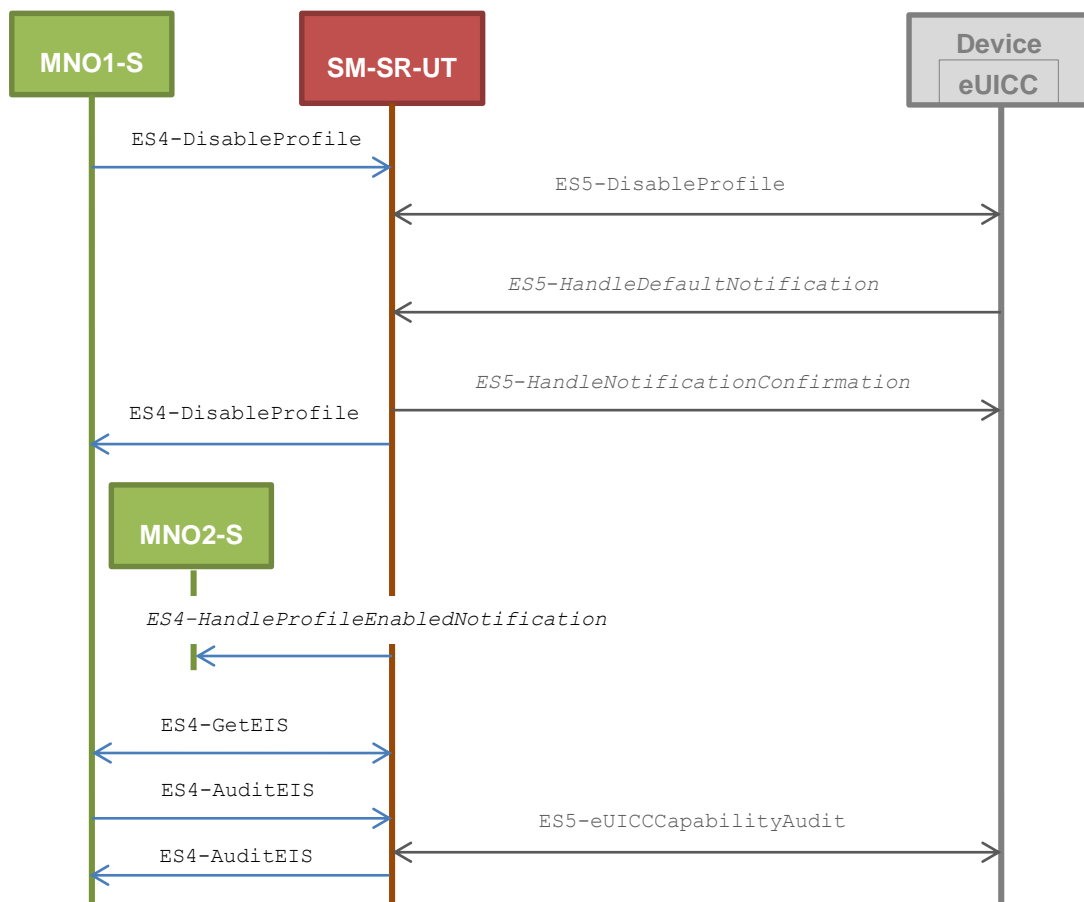 MNO1-S
SM-SR-UT
Device
eUICC
ES4-DisableProfile
ES5-DisableProfile
ES5-HandleDefaultNotification
ES5-HandleNotificationConfirmation
ES4-DisableProfile
MNO2-S
ES4-HandleProfileEnabledNotification
ES4-GetEIS
ES4-AuditEIS
ES5-eUICCCapabilityAudit
ES4-AuditEIS